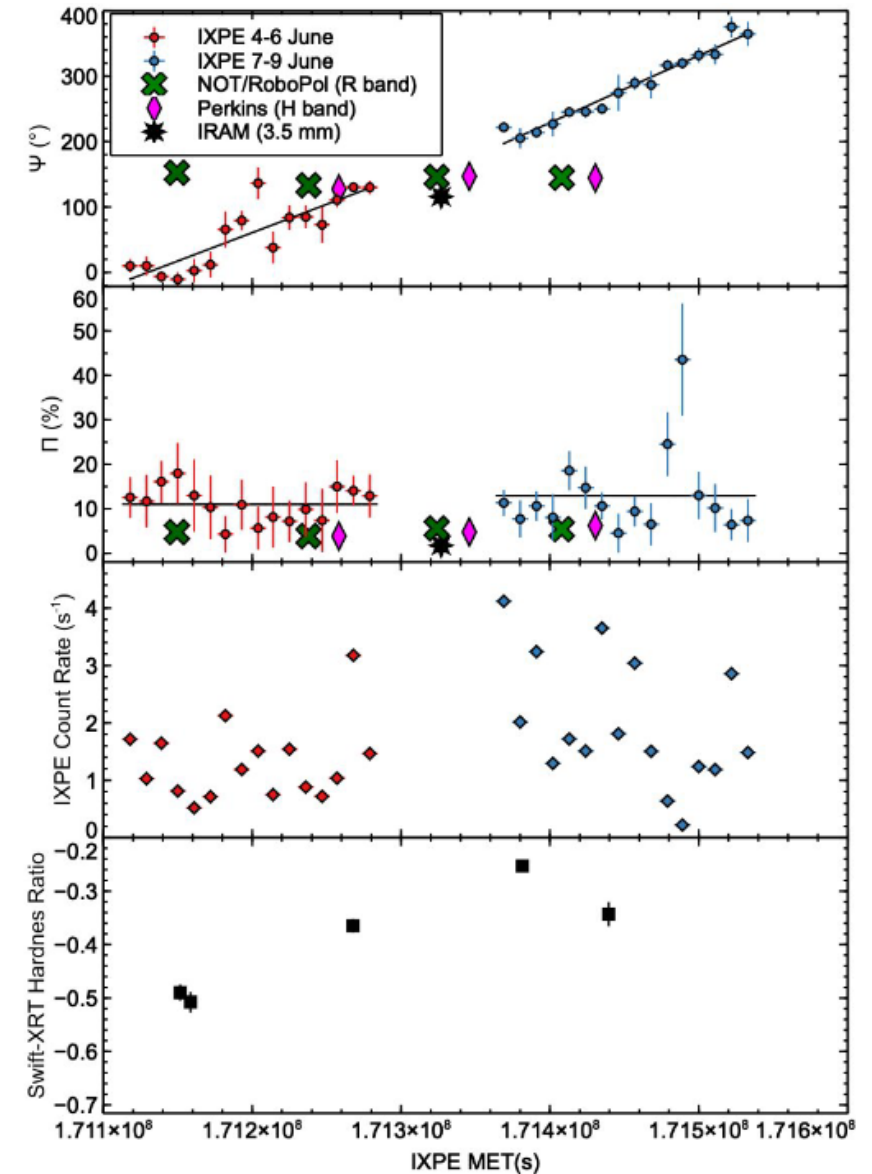 400
300
200
100
0
Ψ (°)
IXPE 4-6 June
IXPE 7-9 June
NOT/RoboPol (R band)
Perkins (H band)
IRAM (3.5 mm)
60
50
40
30
20
10
0
Π (%)
4
3
2
1
0
IXPE Count Rate (s⁻¹)
−0.2
−0.3
−0.4
−0.5
−0.6
−0.7
Swift-XRT Hardnes Ratio
1.711×10⁸ 1.712×10⁸ 1.713×10⁸ 1.714×10⁸ 1.715×10⁸ 1.716×10⁸
IXPE MET(s)